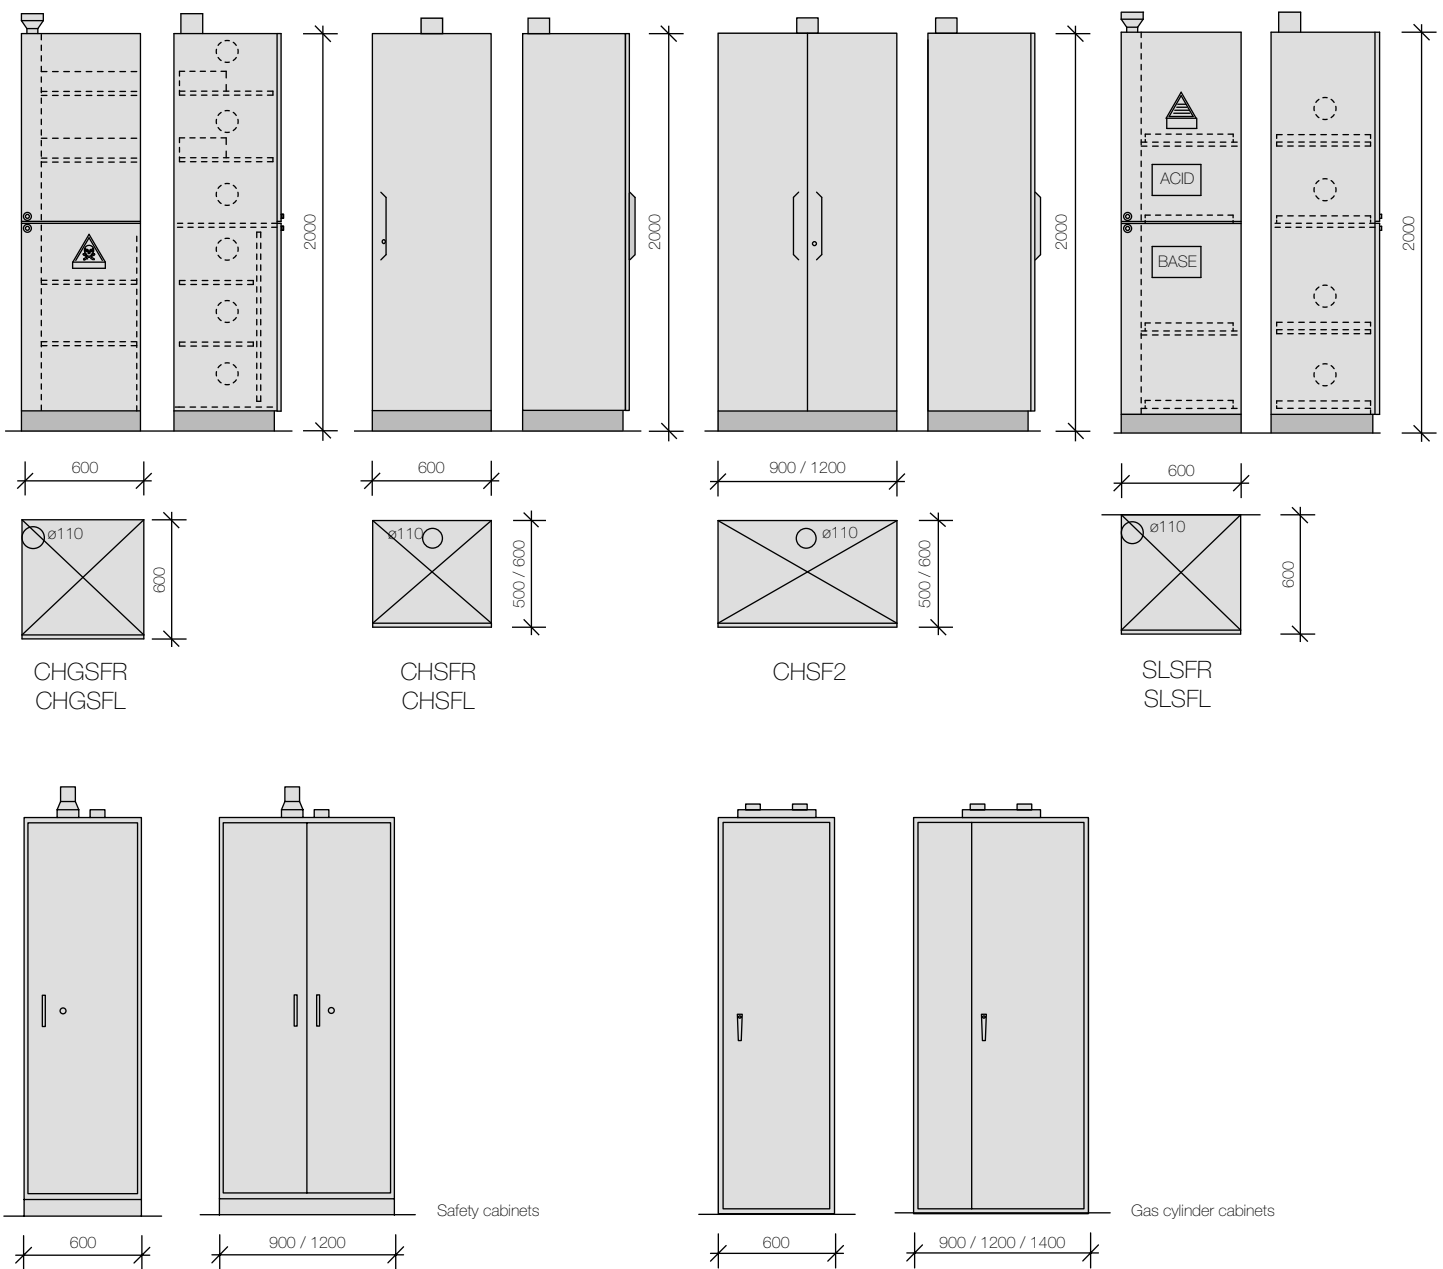 2000
2000
2000
2000
ACID
BASE
600
600
900 / 1200
600
ø110
600
ø110
500 / 600
ø110
500 / 600
ø110
600
CHGSFR
CHGSFL
CHSFR
CHSFL
CHSF2
SLSFR
SLSFL
Safety cabinets
Gas cylinder cabinets
600
900 / 1200
600
900 / 1200 / 1400